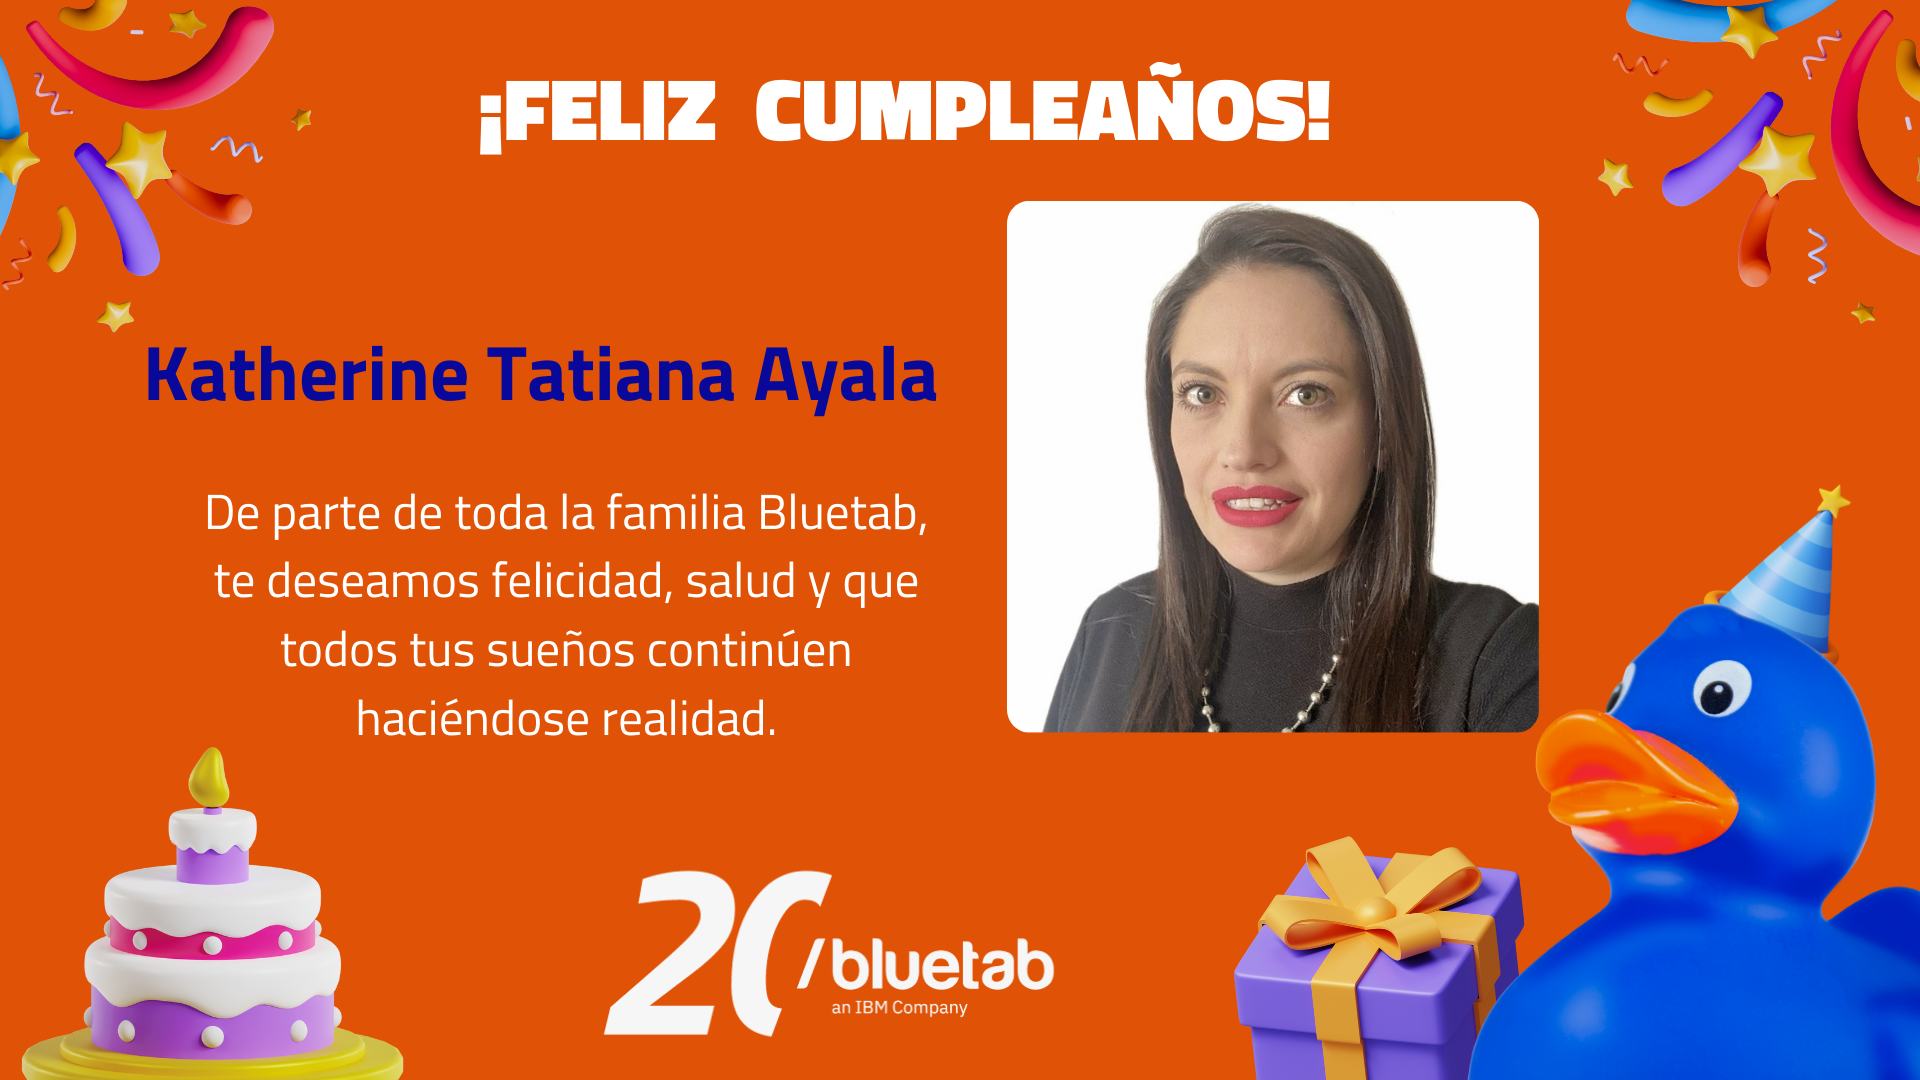 ¡FELIZ CUMPLEAÑOS!
Katherine Tatiana Ayala
De parte de toda la familia Bluetab,
te deseamos felicidad, salud y que
todos tus sueños continúen
haciéndose realidad.
20/bluetab
an IBM Company